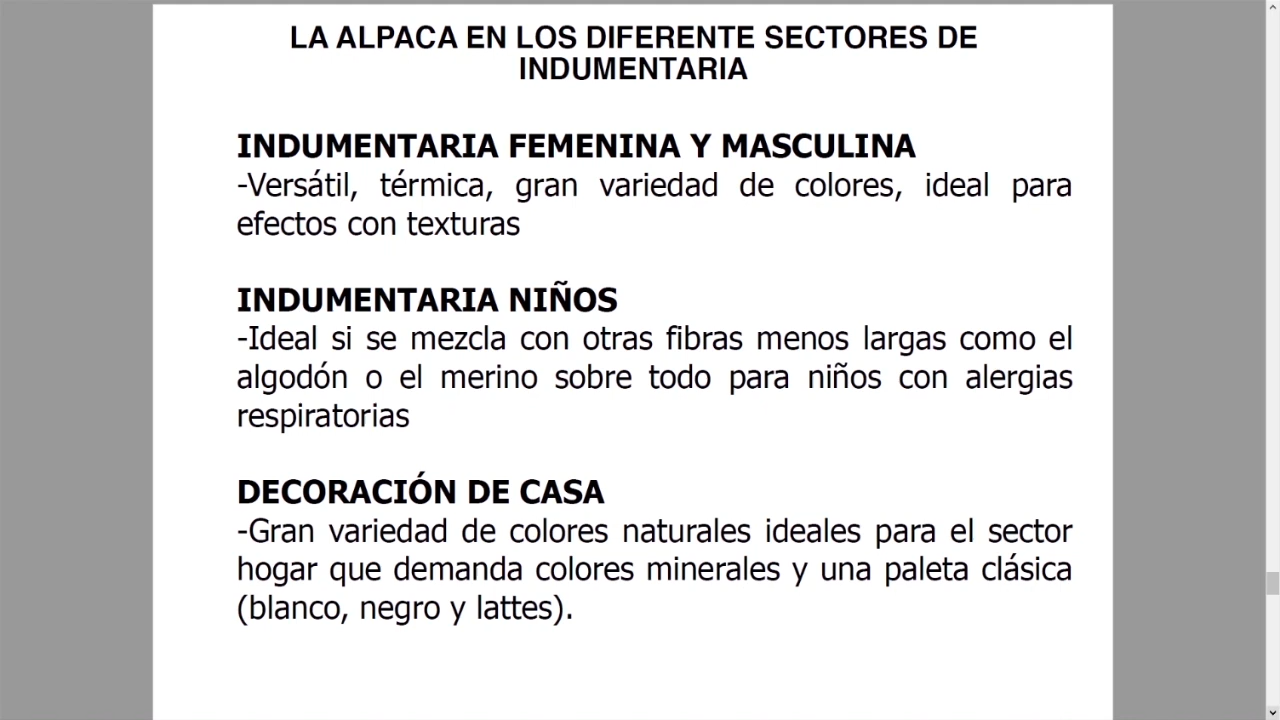 LA ALPACA EN LOS DIFERENTE SECTORES DE
INDUMENTARIA
INDUMENTARIA FEMENINA Y MASCULINA
-Versátil, térmica, gran variedad de colores, ideal para
efectos con texturas
INDUMENTARIA NIÑOS
-Ideal si se mezcla con otras fibras menos largas como el
algodón o el merino sobre todo para niños con alergias
respiratorias
DECORACIÓN DE CASA
-Gran variedad de colores naturales ideales para el sector
hogar que demanda colores minerales y una paleta clásica
(blanco, negro y lattes).